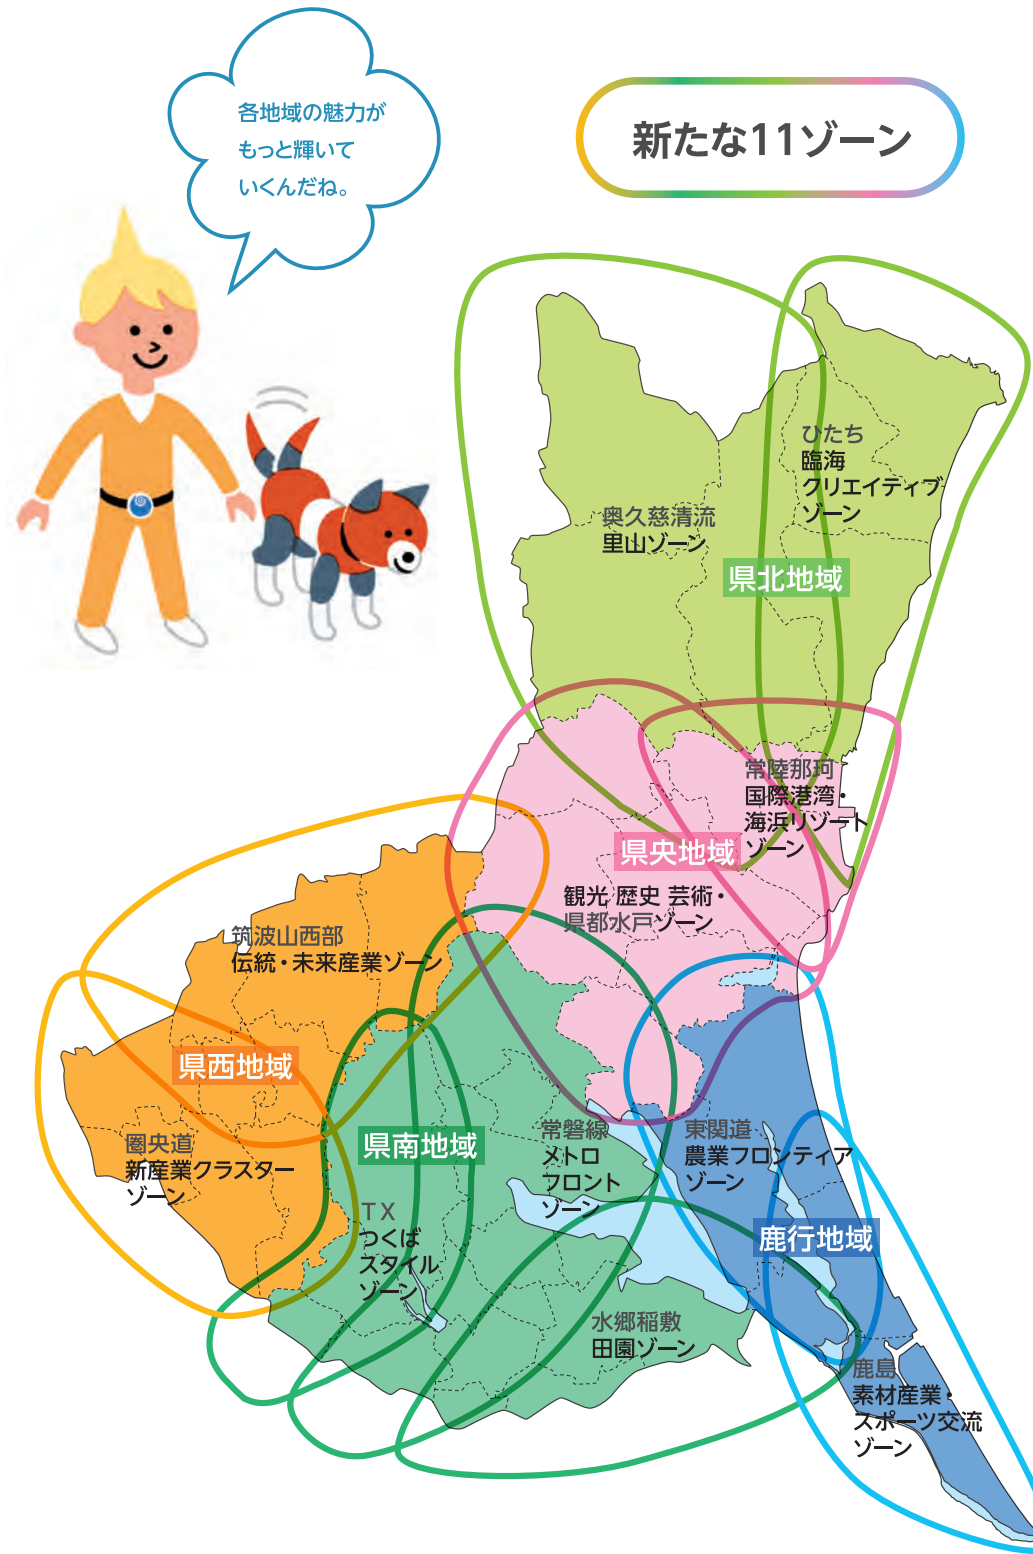 各地域の魅力が
もっと輝いて
いくんだね。
新たな11ゾーン
ひたち
臨海
クリエイティブ
ゾーン
奥久慈清流
里山ゾーン
県北地域
常陸那珂
国際港湾・
海浜リゾート
ゾーン
県央地域
観光 歴史 芸術・
県都水戸ゾーン
筑波山西部
伝統・未来産業ゾーン
県西地域
圏央道
新産業クラスター
ゾーン
県南地域
常磐線
メトロ
フロント
ゾーン
東関道
農業フロンティア
ゾーン
TX
つくば
スタイル
ゾーン
鹿行地域
水郷稲敷
田園ゾーン
鹿島
素材産業・
スポーツ交流
ゾーン